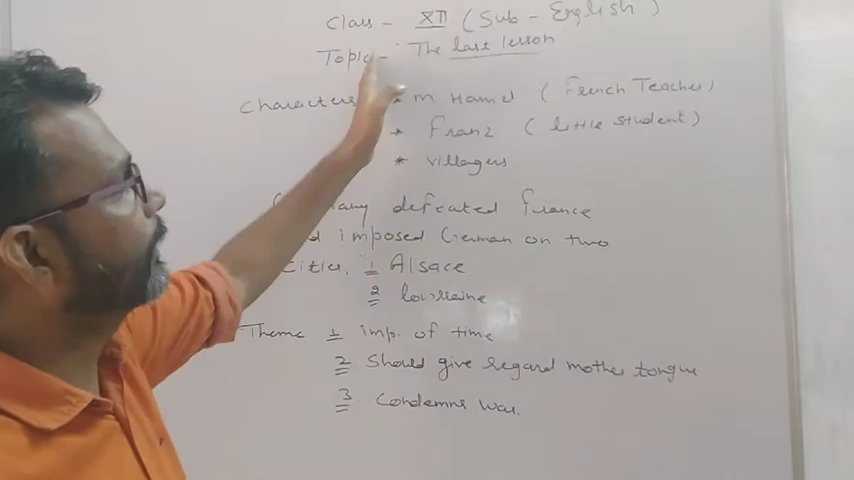 Class - XII (Sub - English)
Topic - The last lesson
Characters * M Hamel (French Teacher)
* Franz (little student)
* villagers
defeated france
imposed German on two
Cities, 1 Alsace
2 lourraine
Theme 1 imp. of time
2 Should give regard mother tongue
3 Condemns war.